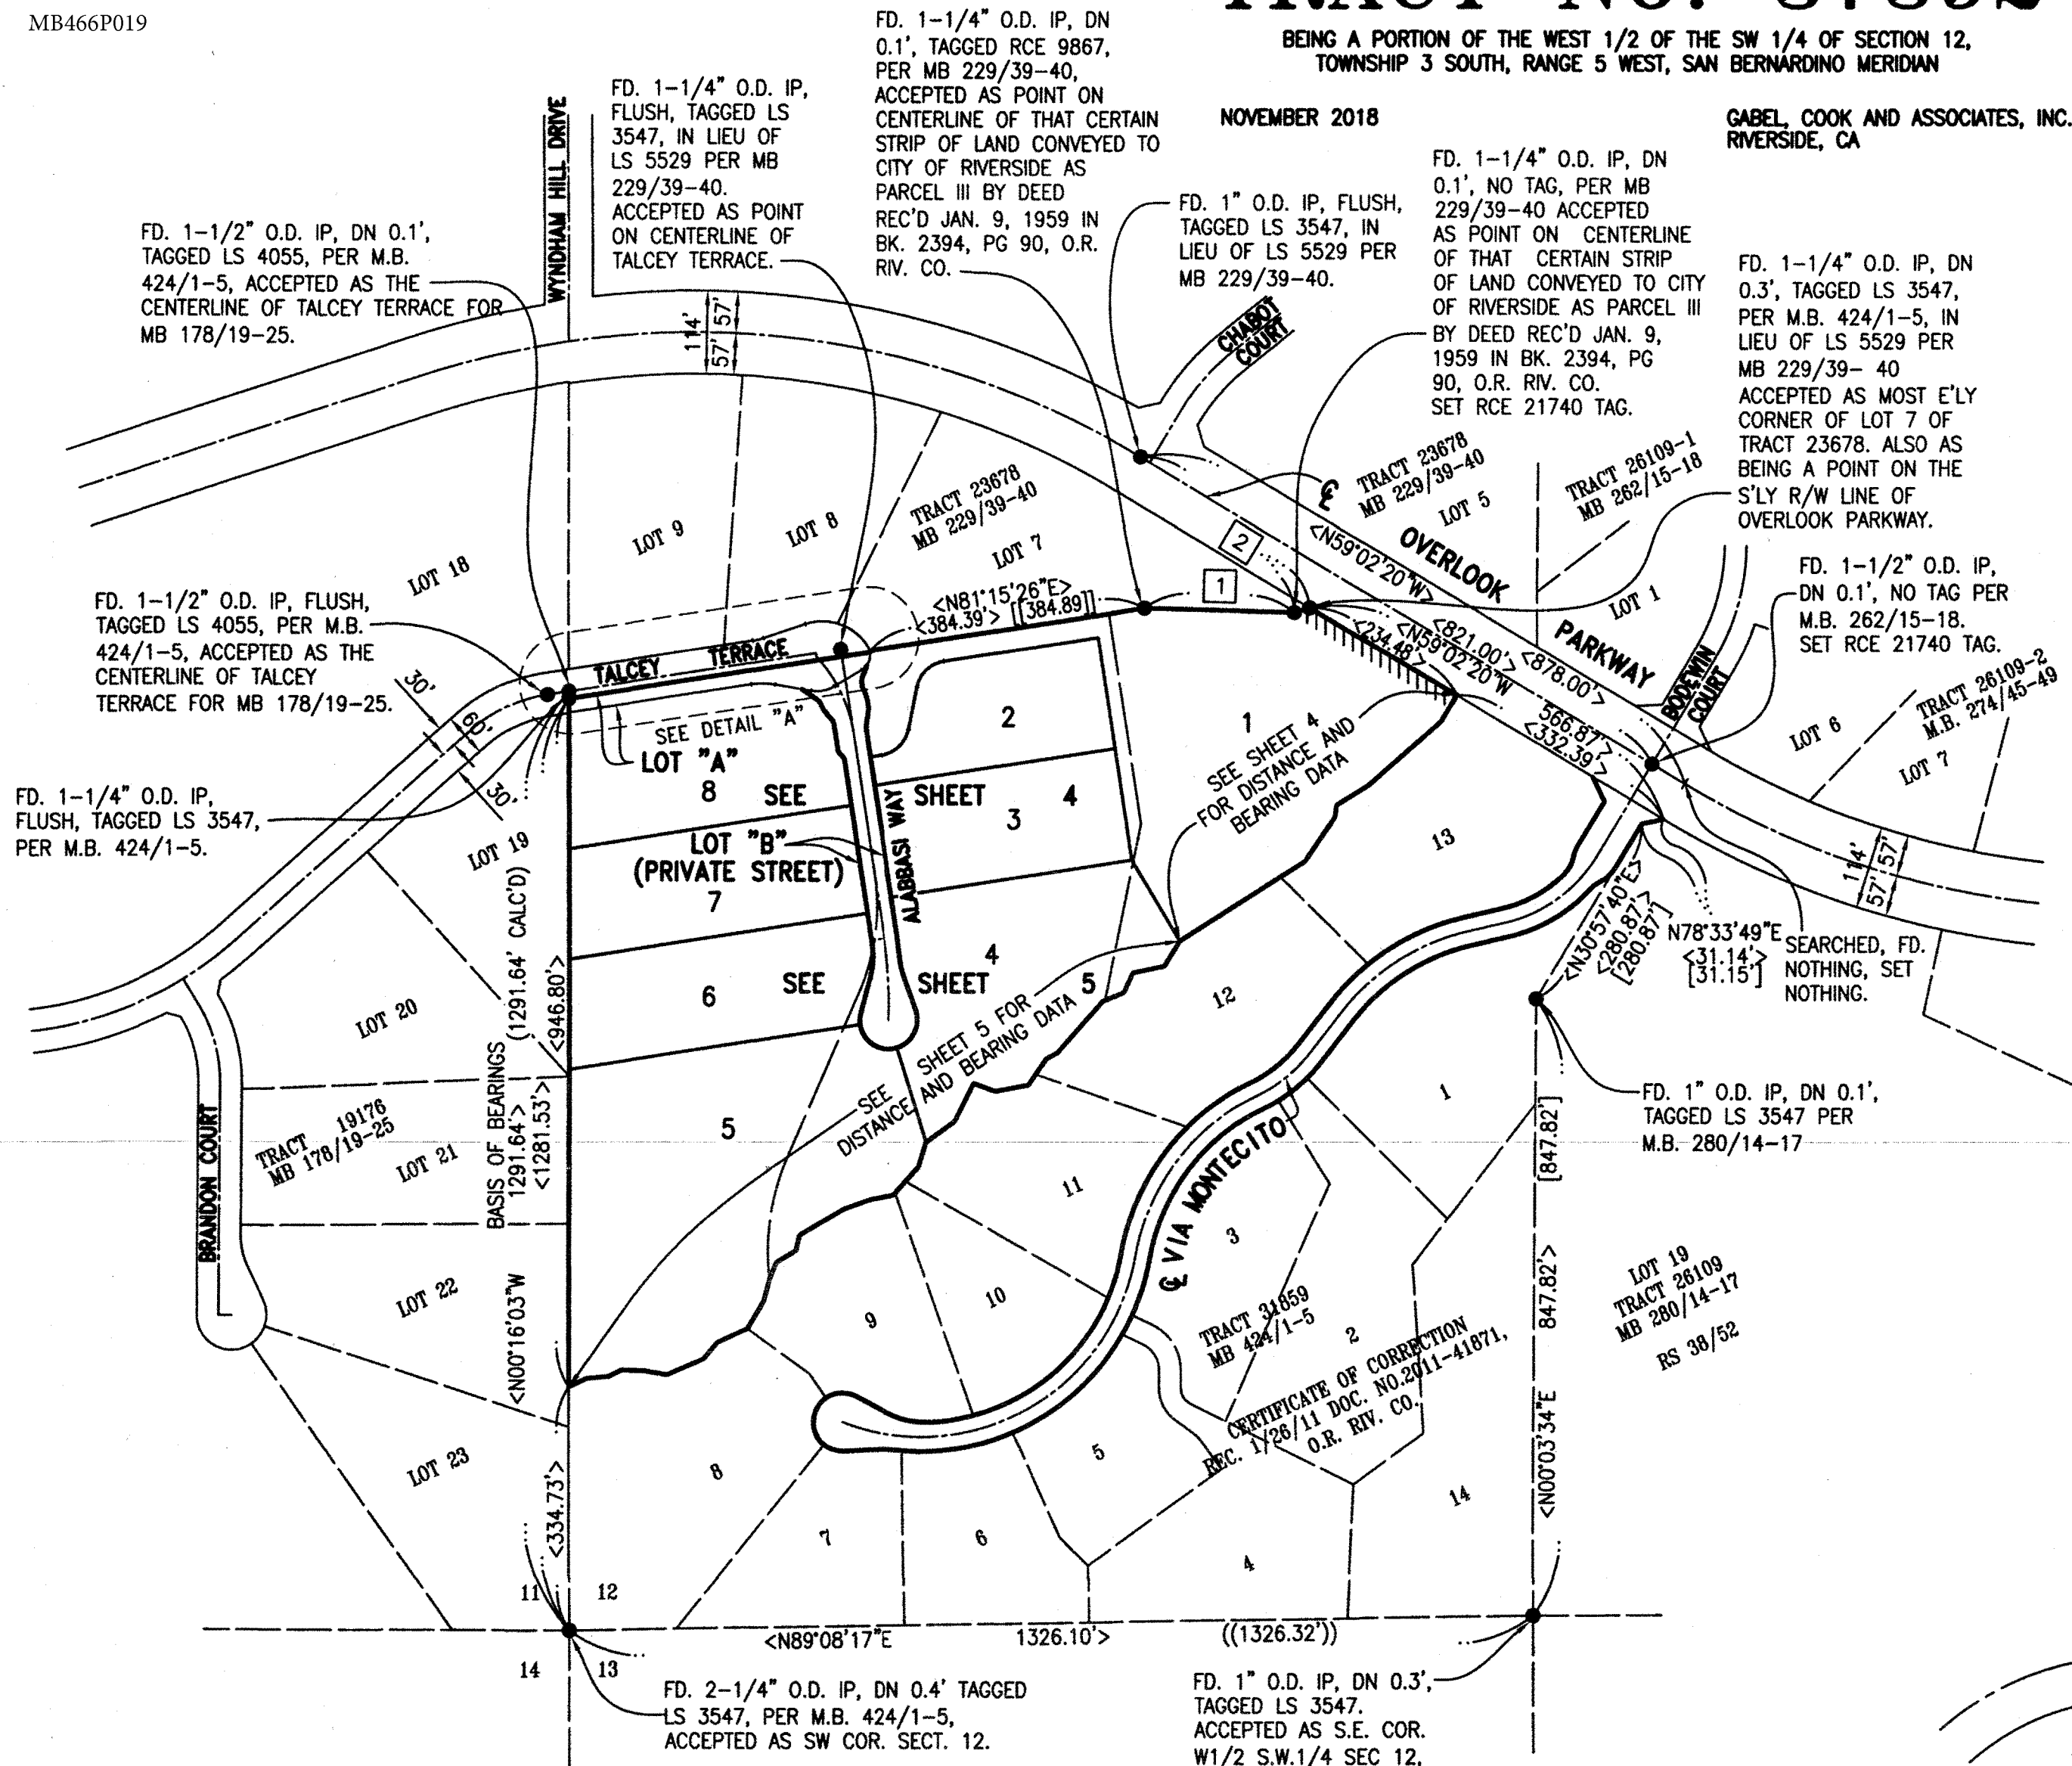 MB466P019
BEING A PORTION OF THE WEST 1/2 OF THE SW 1/4 OF SECTION 12,
TOWNSHIP 3 SOUTH, RANGE 5 WEST, SAN BERNARDINO MERIDIAN
NOVEMBER 2018
GABEL, COOK AND ASSOCIATES, INC.
RIVERSIDE, CA
FD. 1-1/2" O.D. IP, DN 0.1',
TAGGED LS 4055, PER M.B.
424/1-5, ACCEPTED AS THE
CENTERLINE OF TALCEY TERRACE FOR
MB 178/19-25.
WYNDHAM HILL DRIVE
FD. 1-1/4" O.D. IP,
FLUSH, TAGGED LS
3547, IN LIEU OF
LS 5529 PER MB
229/39-40.
ACCEPTED AS POINT
ON CENTERLINE OF
TALCEY TERRACE.
FD. 1-1/4" O.D. IP, DN
0.1', TAGGED RCE 9867,
PER MB 229/39-40,
ACCEPTED AS POINT ON
CENTERLINE OF THAT CERTAIN
STRIP OF LAND CONVEYED TO
CITY OF RIVERSIDE AS
PARCEL III BY DEED
REC'D JAN. 9, 1959 IN
BK. 2394, PG 90, O.R.
RIV. CO.
FD. 1" O.D. IP, FLUSH,
TAGGED LS 3547, IN
LIEU OF LS 5529 PER
MB 229/39-40.
FD. 1-1/4" O.D. IP, DN
0.1', NO TAG, PER MB
229/39-40 ACCEPTED
AS POINT ON CENTERLINE
OF THAT CERTAIN STRIP
OF LAND CONVEYED TO CITY
OF RIVERSIDE AS PARCEL III
BY DEED REC'D JAN. 9,
1959 IN BK. 2394, PG
90, O.R. RIV. CO.
SET RCE 21740 TAG.
FD. 1-1/4" O.D. IP, DN
0.3', TAGGED LS 3547,
PER M.B. 424/1-5, IN
LIEU OF LS 5529 PER
MB 229/39- 40
ACCEPTED AS MOST E'LY
CORNER OF LOT 7 OF
TRACT 23678. ALSO AS
BEING A POINT ON THE
S'LY R/W LINE OF
OVERLOOK PARKWAY.
FD. 1-1/2" O.D. IP,
DN 0.1', NO TAG PER
M.B. 262/15-18.
SET RCE 21740 TAG.
114'
57'
57'
CHABOT
COURT
TRACT 23678
MB 229/39-40
LOT 5
TRACT 26109-1
MB 262/15-18
LOT 1
℄
OVERLOOK
PARKWAY
<N59°02'20"W>
<821.00'>
<878.00'>
<N59°02'20"W
566.87'>
<234.48'>
<332.39'>
BODEWIN
COURT
LOT 6
TRACT 26109-2
M.B. 274/45-49
LOT 7
114'
57'
57'
LOT 18
LOT 9
LOT 8
TRACT 23678
MB 229/39-40
LOT 7
<N81°15'26"E>
<384.39'> [[384.89]]
1
2
FD. 1-1/2" O.D. IP, FLUSH,
TAGGED LS 4055, PER M.B.
424/1-5, ACCEPTED AS THE
CENTERLINE OF TALCEY
TERRACE FOR MB 178/19-25.
30'
60'
30'
TALCEY TERRACE
SEE DETAIL "A"
LOT "A"
FD. 1-1/4" O.D. IP,
FLUSH, TAGGED LS 3547,
PER M.B. 424/1-5.
LOT 19
8 SEE SHEET 4
LOT "B"
(PRIVATE STREET)
ALABBASI WAY
7
2
3
1
SEE SHEET 4
FOR DISTANCE AND
BEARING DATA
13
4
6 SEE SHEET 5
12
SEE SHEET 5 FOR
DISTANCE AND BEARING DATA
5
BASIS OF BEARINGS
(1291.64' CALC'D)
1291.64'>
<946.80'>
<1281.53'>
<N00°16'03"W
<334.73'>
LOT 20
TRACT 19176
MB 178/19-25
LOT 21
LOT 22
LOT 23
BRANDON COURT
<N30°57'40"E>
<280.87'>
[280.87']
N78°33'49"E
<31.14'>
[31.15']
SEARCHED, FD.
NOTHING, SET
NOTHING.
FD. 1" O.D. IP, DN 0.1',
TAGGED LS 3547 PER
M.B. 280/14-17
[847.82']
847.82'>
<N00°03'34"E
LOT 19
TRACT 26109
MB 280/14-17
RS 38/52
℄ VIA MONTECITO
1
11
3
10
9
2
TRACT 31859
MB 424/1-5
CERTIFICATE OF CORRECTION
REC. 1/26/11 DOC. NO.2011-41871,
O.R. RIV. CO.
8
7
6
5
4
14
11
12
14
13
<N89°08'17"E 1326.10'> ((1326.32'))
FD. 2-1/4" O.D. IP, DN 0.4' TAGGED
LS 3547, PER M.B. 424/1-5,
ACCEPTED AS SW COR. SECT. 12.
FD. 1" O.D. IP, DN 0.3',
TAGGED LS 3547.
ACCEPTED AS S.E. COR.
W1/2 S.W.1/4 SEC 12,